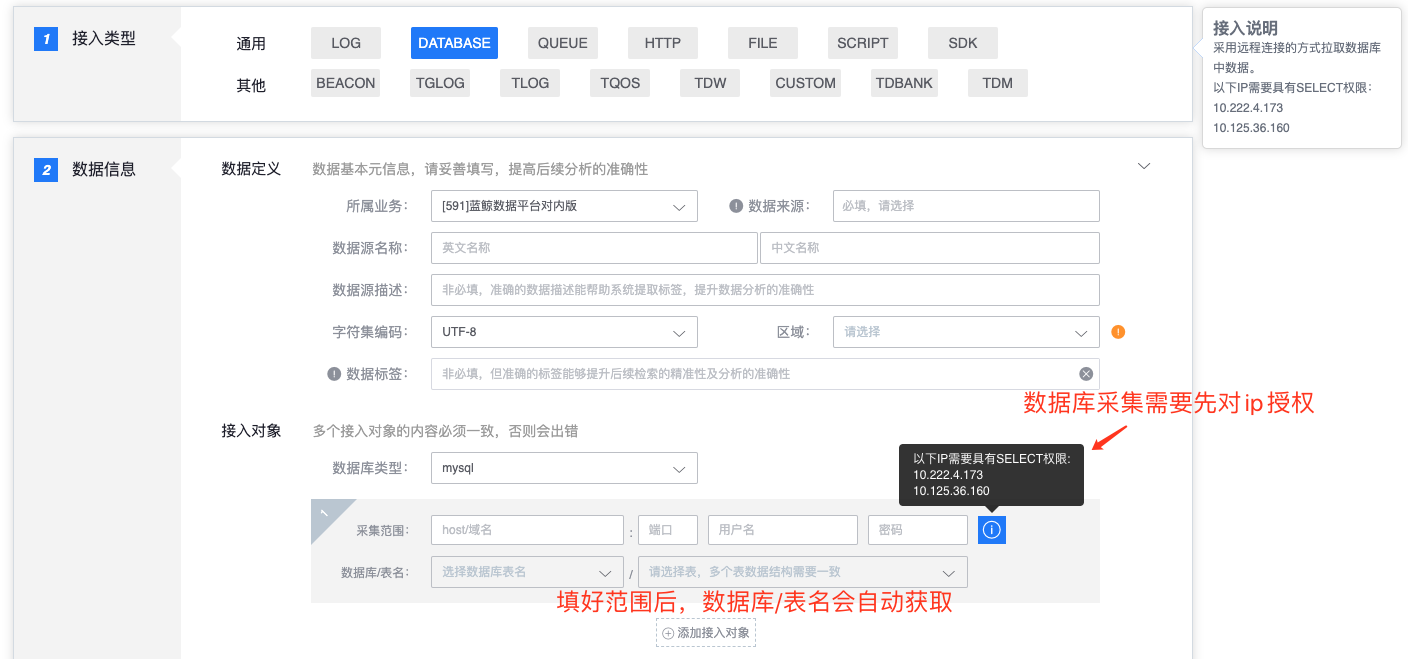 1 接入类型
通用 LOG DATABASE QUEUE HTTP FILE SCRIPT SDK
其他 BEACON TGLOG TLOG TQOS TDW CUSTOM TDBANK TDM
接入说明
采用远程连接的方式拉取数据库
中数据。
以下IP需要具有SELECT权限:
10.222.4.173
10.125.36.160
2 数据信息
数据定义 数据基本元信息，请妥善填写，提高后续分析的准确性
所属业务: [591]蓝鲸数据平台对内版 数据来源: 必填，请选择
数据源名称: 英文名称 中文名称
数据源描述: 非必填，准确的数据描述能帮助系统提取标签，提升数据分析的准确性
字符集编码: UTF-8 区域: 请选择
数据标签: 非必填，但准确的标签能够提升后续检索的精准性及分析的准确性
数据库采集需要先对ip授权
接入对象 多个接入对象的内容必须一致，否则会出错
数据库类型: mysql
以下IP需要具有SELECT权限:
10.222.4.173
10.125.36.160
1
采集范围: host/域名 : 端口 用户名 密码
数据库/表名: 选择数据库表名 / 请选择表，多个表数据结构需要一致
填好范围后，数据库/表名会自动获取
添加接入对象